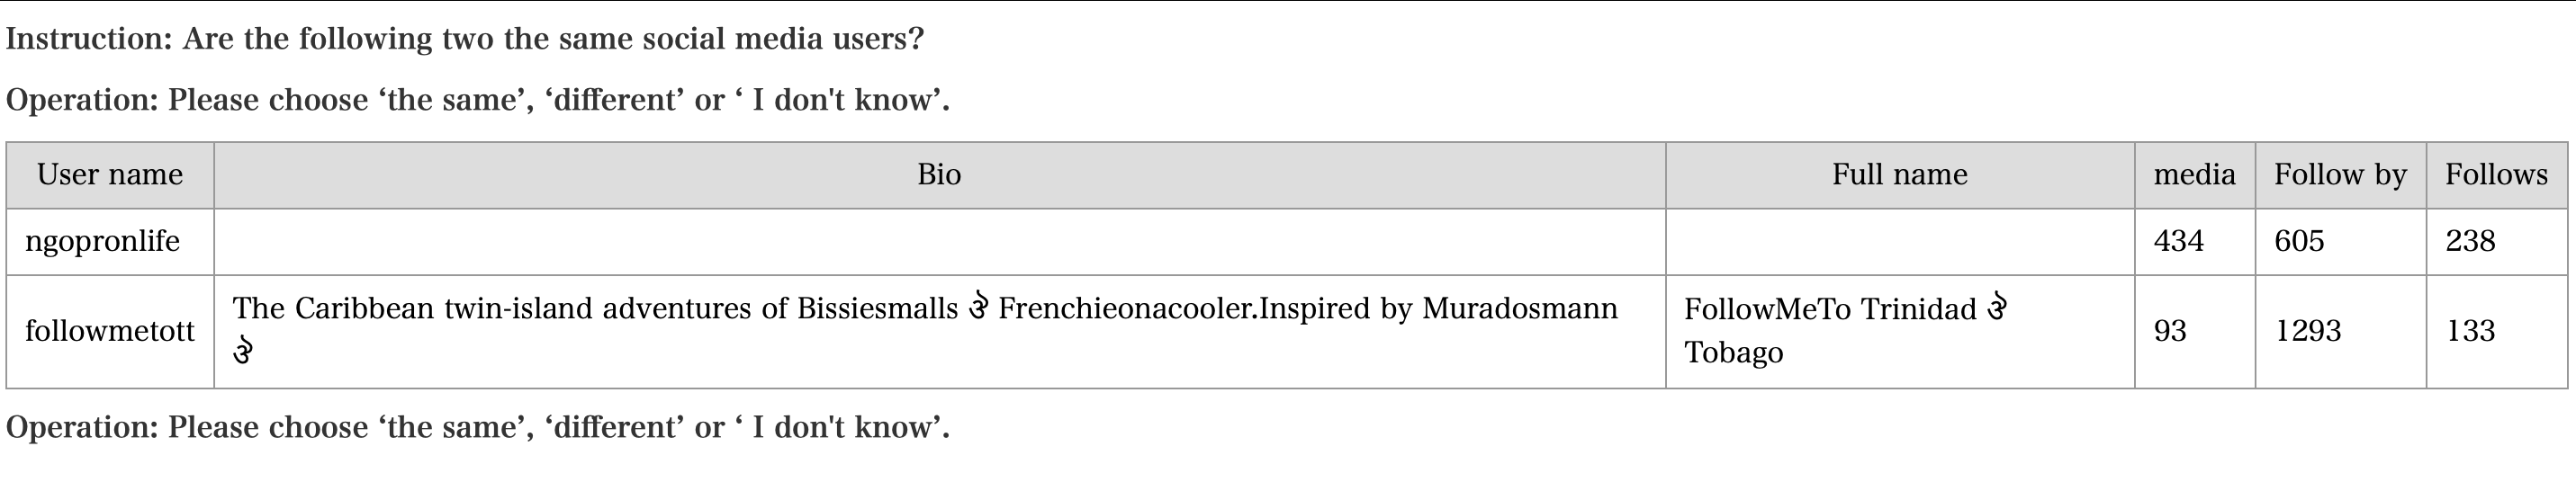 Instruction: Are the following two the same social media users?
Operation: Please choose ‘the same’, ‘different’ or ‘ I don't know’.
User name Bio Full name media Follow by Follows
ngopronlife 434 605 238
The Caribbean twin-island adventures of Bissiesmalls ॐ Frenchieonacooler.Inspired by Muradosmann FollowMeTo Trinidad ॐ
followmetott 93 1293 133
ॐ Tobago
Operation: Please choose ‘the same’, ‘different’ or ‘ I don't know’.